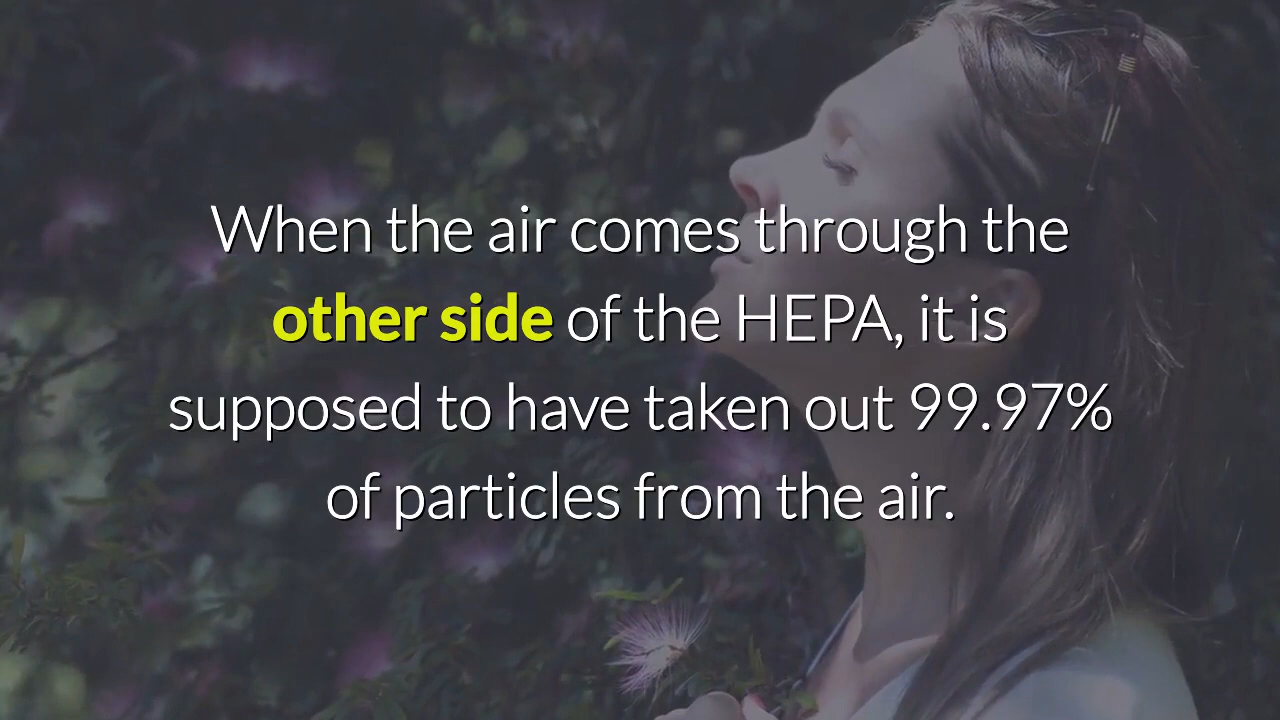 When the air comes through the
other side of the HEPA, it is
supposed to have taken out 99.97%
of particles from the air.